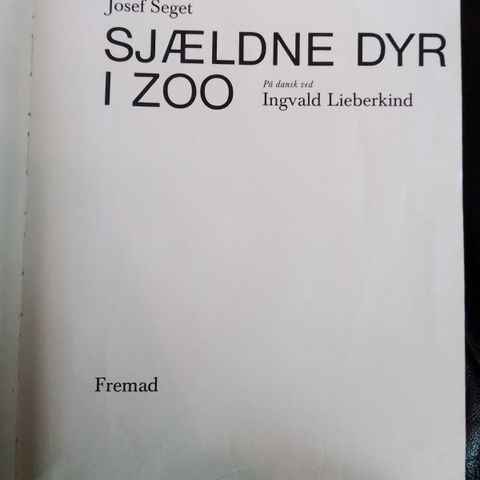 Josef Seget
SJÆLDNE DYR
I ZOO
På dansk ved
Ingvald Lieberkind
Fremad